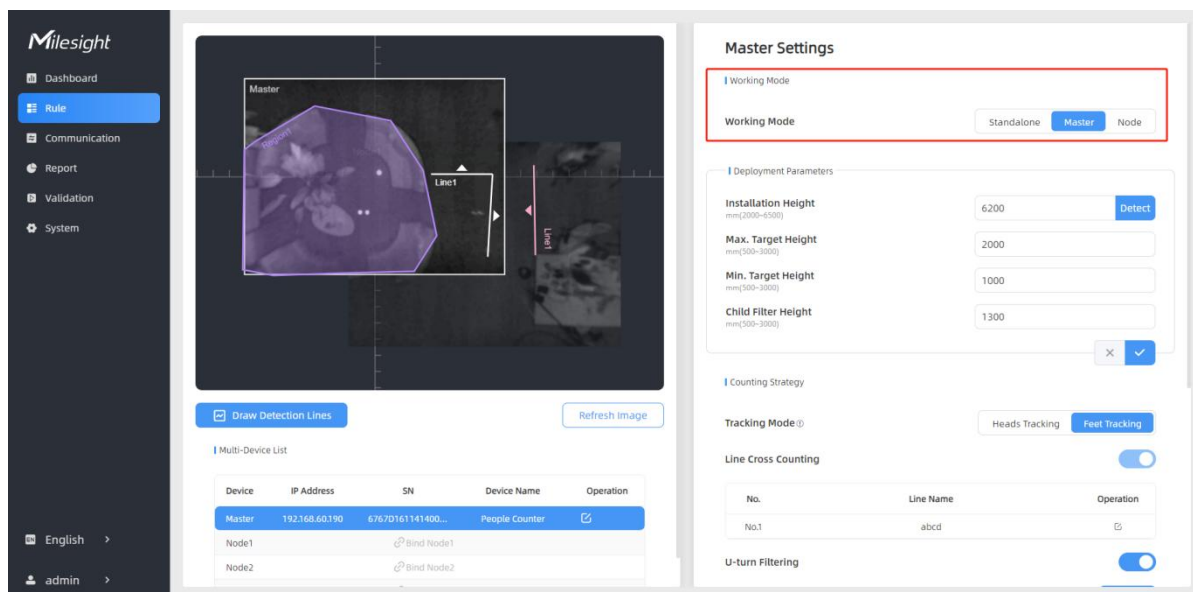 Milesight
Dashboard
Rule
Communication
Report
Validation
System
English >
admin >
Master
Region1
Line1
Line1
Draw Detection Lines
Refresh Image
Multi-Device List
Device IP Address SN Device Name Operation
Master 192.168.60.190 6767D161141400... People Counter
Node1 Bind Node1
Node2 Bind Node2
Master Settings
Working Mode
Working Mode Standalone Master Node
Deployment Parameters
Installation Height 6200 Detect
mm(2000~6500)
Max. Target Height 2000
mm(500~3000)
Min. Target Height 1000
mm(500~3000)
Child Filter Height 1300
mm(500~3000)
Counting Strategy
Tracking Mode Heads Tracking Feet Tracking
Line Cross Counting
No. Line Name Operation
No.1 abcd
U-turn Filtering